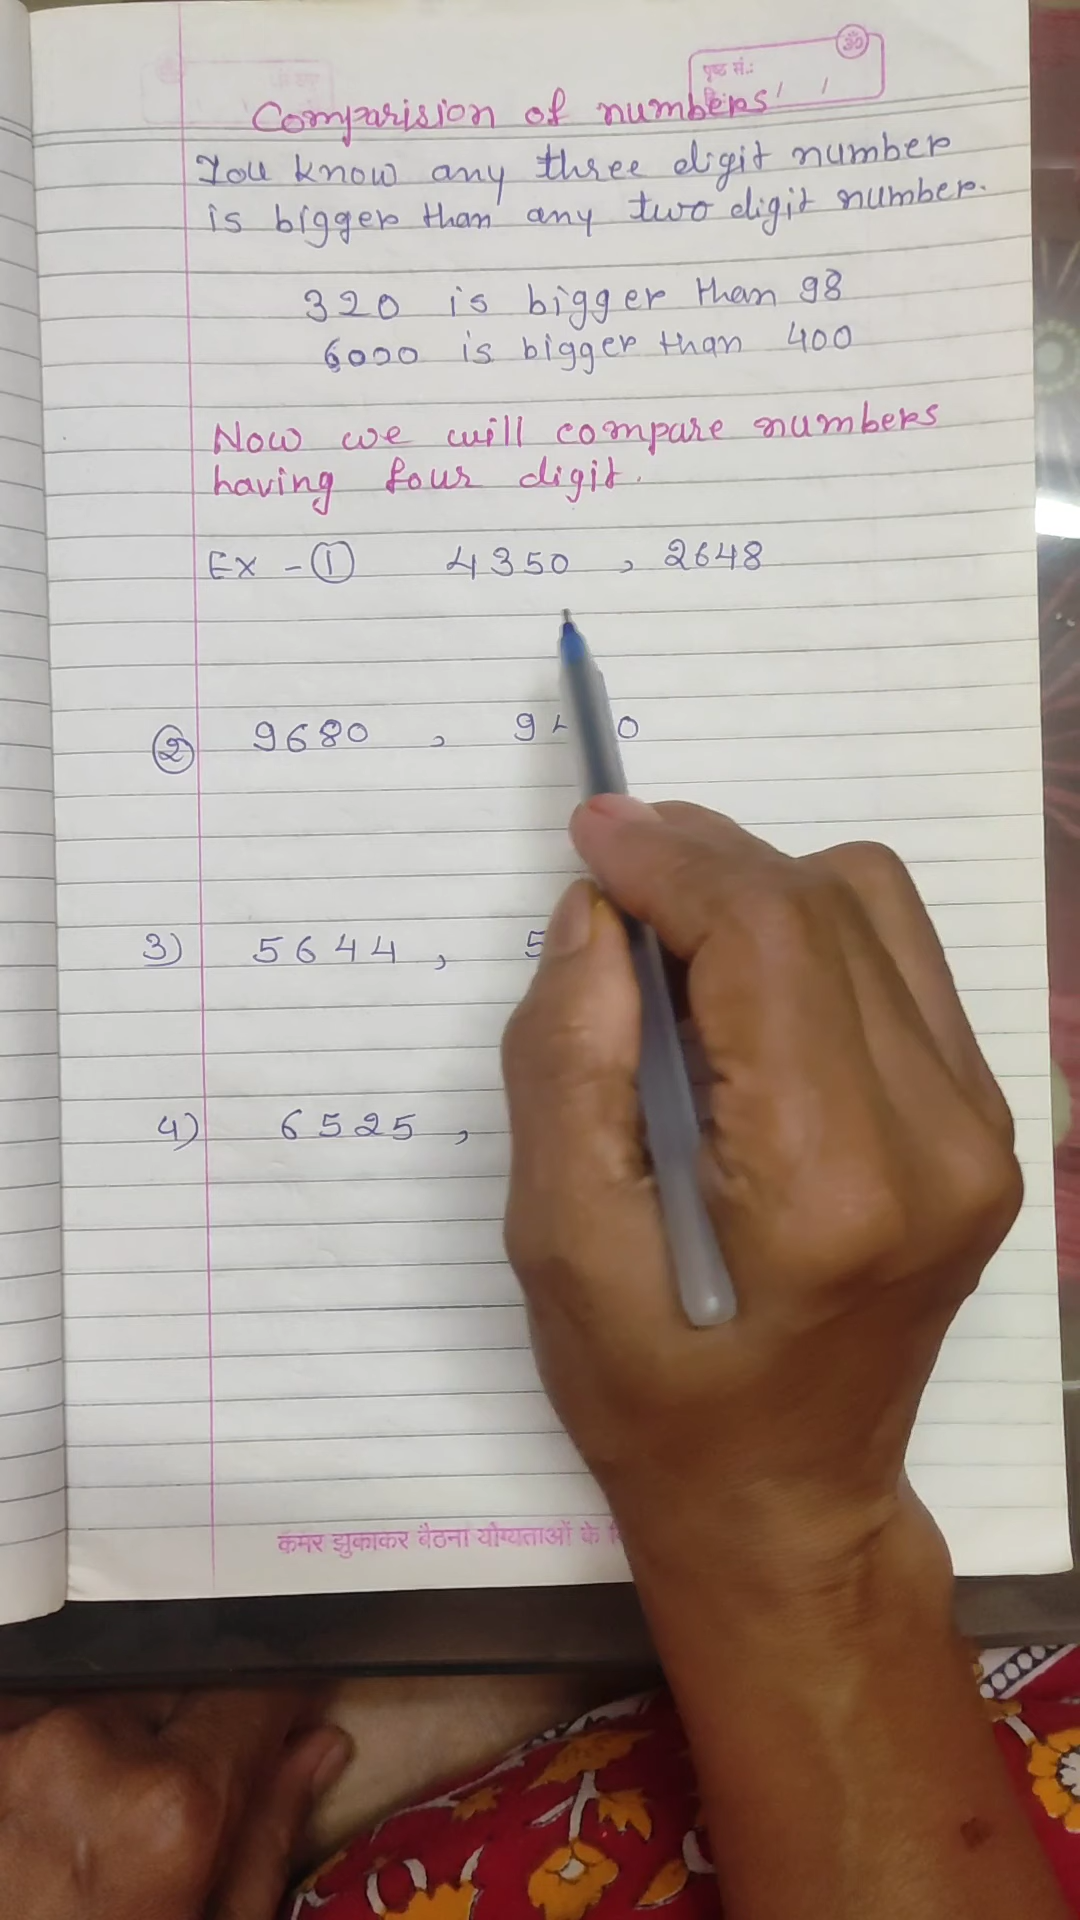 पृष्ठ सं.:
Comparision of numbers
You know any three digit number
is bigger than any two digit number.
320 is bigger than 98
6000 is bigger than 400
Now we will compare numbers
having four digit.
Ex - ① 4350 , 2648
② 9680 ,
3) 5644 , 5
4) 6525 ,
कमर झुकाकर बैठना योग्यताओं के